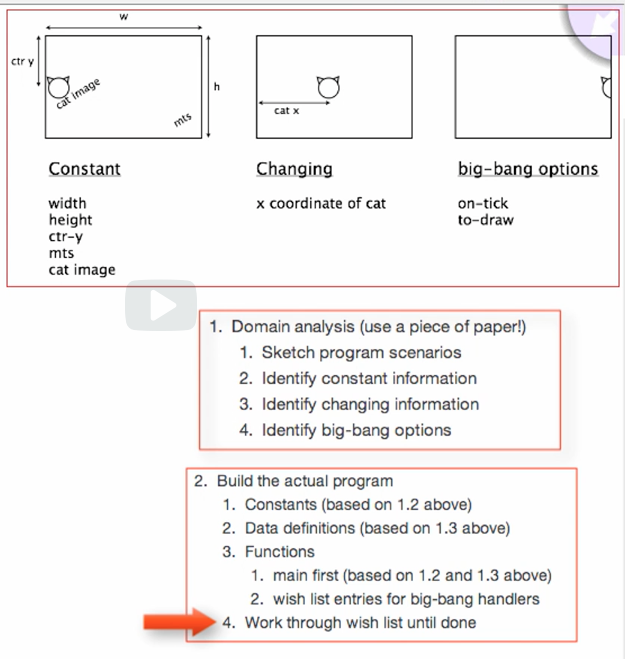 w
ctr y
cat image
mts
h
cat x
Constant
width
height
ctr-y
mts
cat image
Changing
x coordinate of cat
big-bang options
on-tick
to-draw
1. Domain analysis (use a piece of paper!)
1. Sketch program scenarios
2. Identify constant information
3. Identify changing information
4. Identify big-bang options
2. Build the actual program
1. Constants (based on 1.2 above)
2. Data definitions (based on 1.3 above)
3. Functions
1. main first (based on 1.2 and 1.3 above)
2. wish list entries for big-bang handlers
4. Work through wish list until done